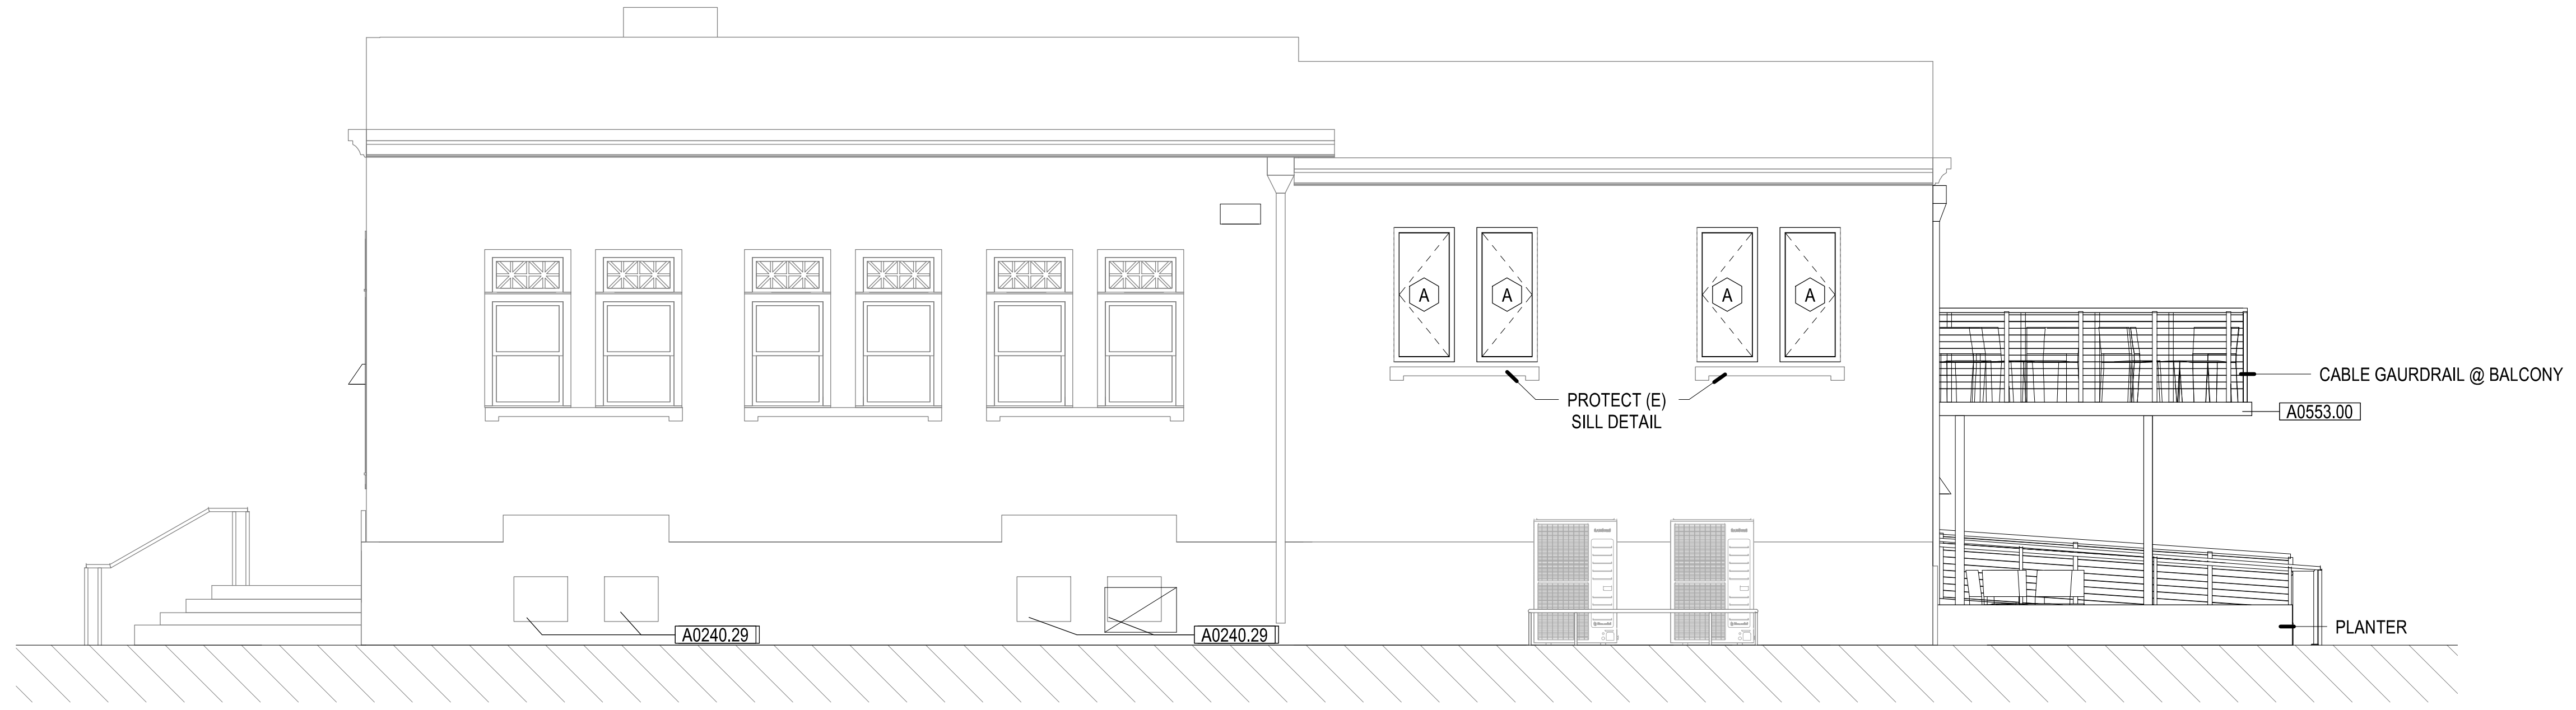 A
A
A
A
PROTECT (E)
SILL DETAIL
CABLE GAURDRAIL @ BALCONY
A0553.00
A0240.29
A0240.29
PLANTER